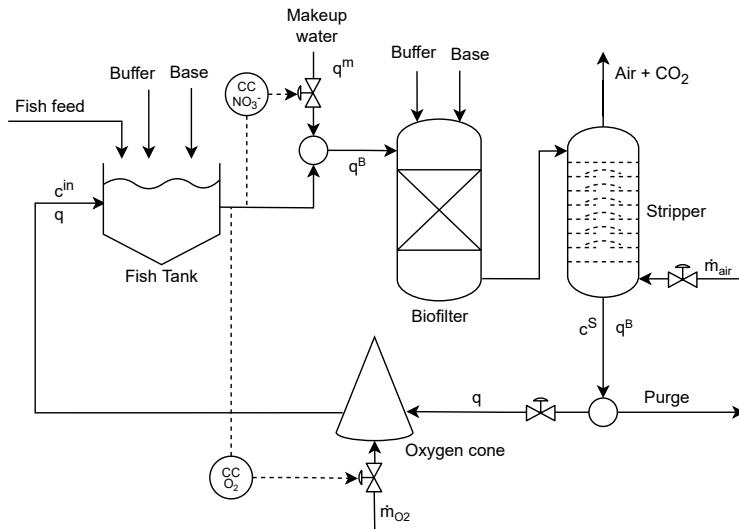 Makeup
water
q^m
Buffer
Base
Fish feed
CC
NO₃⁻
Buffer
Base
Air + CO₂
q^B
c^in
q
Fish Tank
Biofilter
Stripper
ṁ_air
c^S
q^B
q
Purge
Oxygen cone
CC
O₂
ṁ_O2